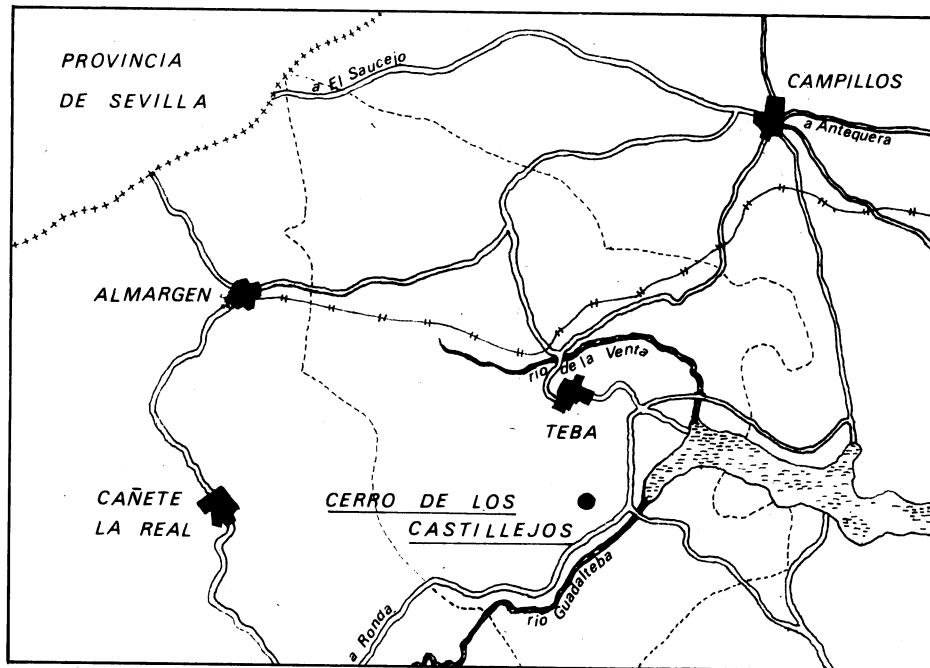 PROVINCIA
DE SEVILLA
a El Saucejo
CAMPILLOS
a Antequera
ALMARGEN
rio de la Venta
TEBA
CAÑETE
LA REAL
CERRO DE LOS
CASTILLEJOS
a Ronda
rio Guadalteba